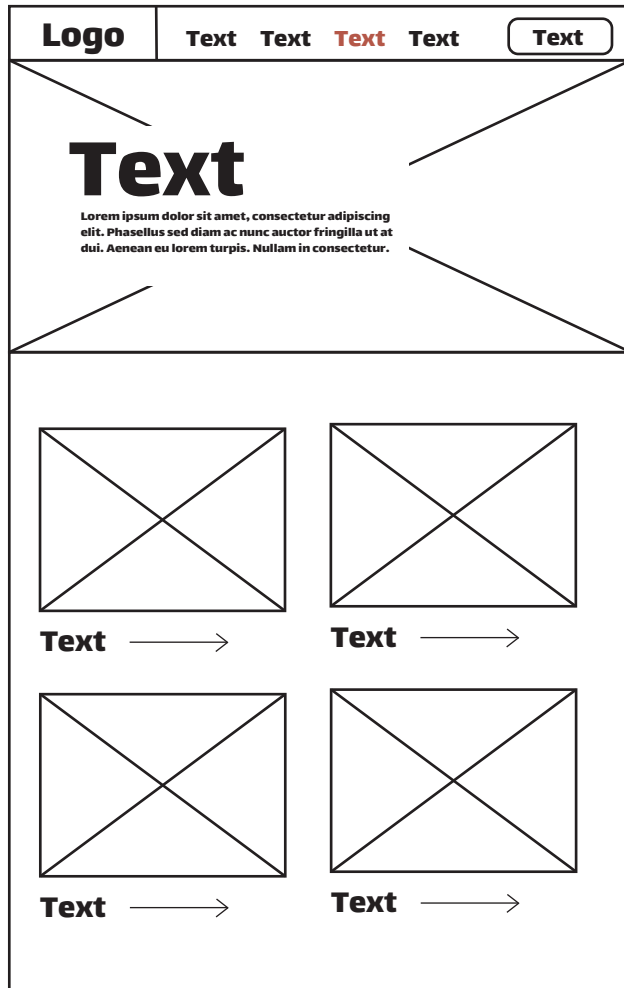 Logo
Text Text Text Text
Text
Text
Lorem ipsum dolor sit amet, consectetur adipiscing
elit. Phasellus sed diam ac nunc auctor fringilla ut at
dui. Aenean eu lorem turpis. Nullam in consectetur.
Text
Text
Text
Text